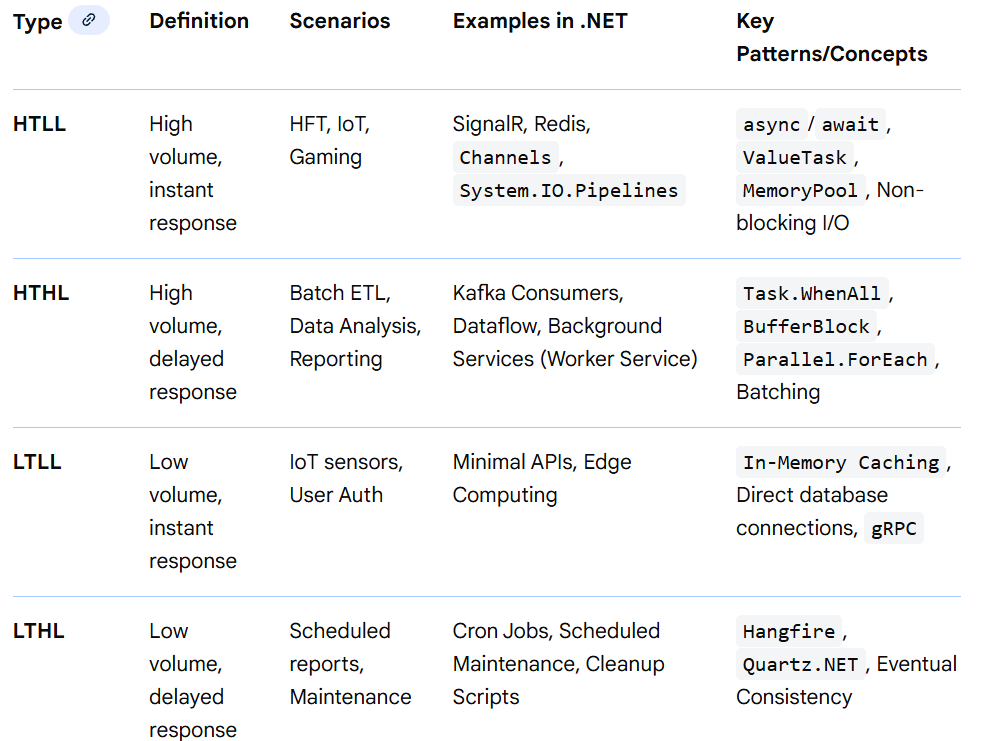 Type Definition Scenarios Examples in .NET Key
Patterns/Concepts
HTLL High HFT, IoT, SignalR, Redis, async / await ,
volume, Gaming Channels , ValueTask ,
instant System.IO.Pipelines MemoryPool , Non-
response blocking I/O
HTHL High Batch ETL, Kafka Consumers, Task.WhenAll ,
volume, Data Analysis, Dataflow, Background BufferBlock ,
delayed Reporting Services (Worker Service) Parallel.ForEach ,
response Batching
LTLL Low IoT sensors, Minimal APIs, Edge In-Memory Caching ,
volume, User Auth Computing Direct database
instant connections, gRPC
response
LTHL Low Scheduled Cron Jobs, Scheduled Hangfire ,
volume, reports, Maintenance, Cleanup Quartz.NET , Eventual
delayed Maintenance Scripts Consistency
response